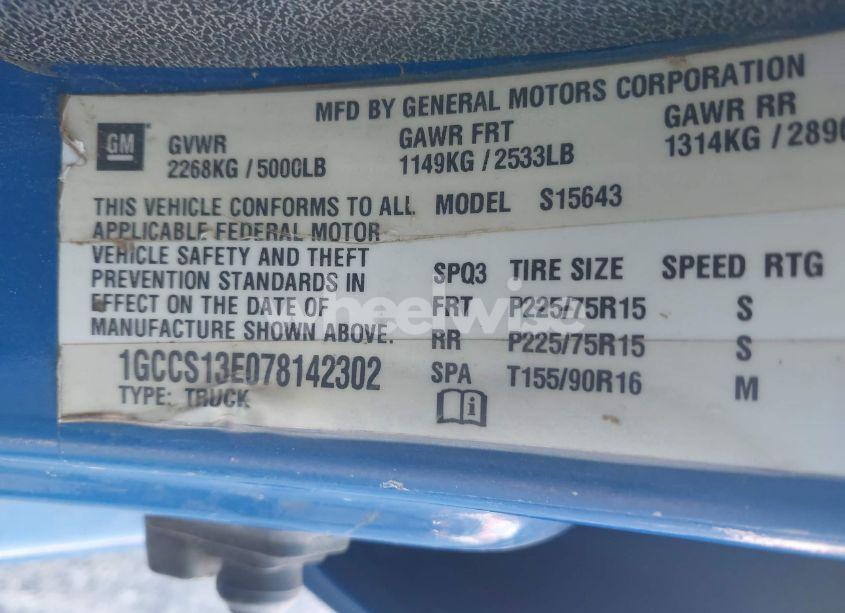 MFD BY GENERAL MOTORS CORPORATION
GM
GVWR GAWR FRT GAWR RR
2268KG / 5000LB 1149KG / 2533LB 1314KG / 289
THIS VEHICLE CONFORMS TO ALL MODEL S15643
APPLICABLE FEDERAL MOTOR
VEHICLE SAFETY AND THEFT
PREVENTION STANDARDS IN SPQ3 TIRE SIZE SPEED RTG
EFFECT ON THE DATE OF FRT P225/75R15 S
MANUFACTURE SHOWN ABOVE. RR P225/75R15 S
1GCCS13E078142302 SPA T155/90R16 M
TYPE: TRUCK
wheelwise